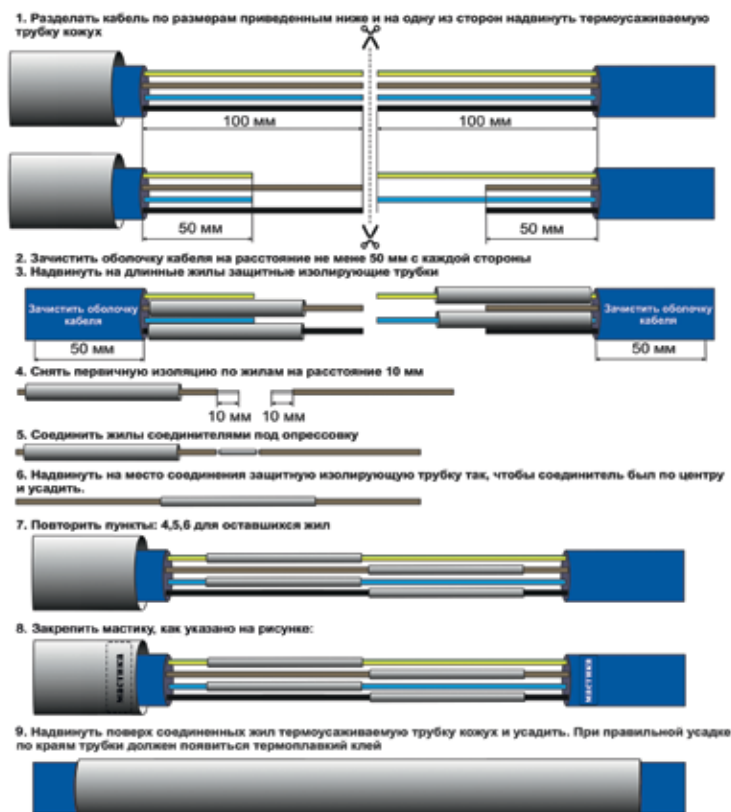 1. Разделать кабель по размерам приведенным ниже и на одну из сторон надвинуть термоусаживаемую
трубку кожух
100 мм 100 мм
50 мм 50 мм
2. Зачистить оболочку кабеля на расстояние не мене 50 мм с каждой стороны
3. Надвинуть на длинные жилы защитные изолирующие трубки
Зачистить оболочку Зачистить оболочку
кабеля кабеля
50 мм 50 мм
4. Снять первичную изоляцию по жилам на расстояние 10 мм
10 мм 10 мм
5. Соединить жилы соединителями под опрессовку
6. Надвинуть на место соединения защитную изолирующую трубку так, чтобы соединитель был по центру
и усадить.
7. Повторить пункты: 4,5,6 для оставшихся жил
8. Закрепить мастику, как указано на рисунке:
мастика мастика
9. Надвинуть поверх соединенных жил термоусаживаемую трубку кожух и усадить. При правильной усадке
по краям трубки должен появиться термоплавкий клей